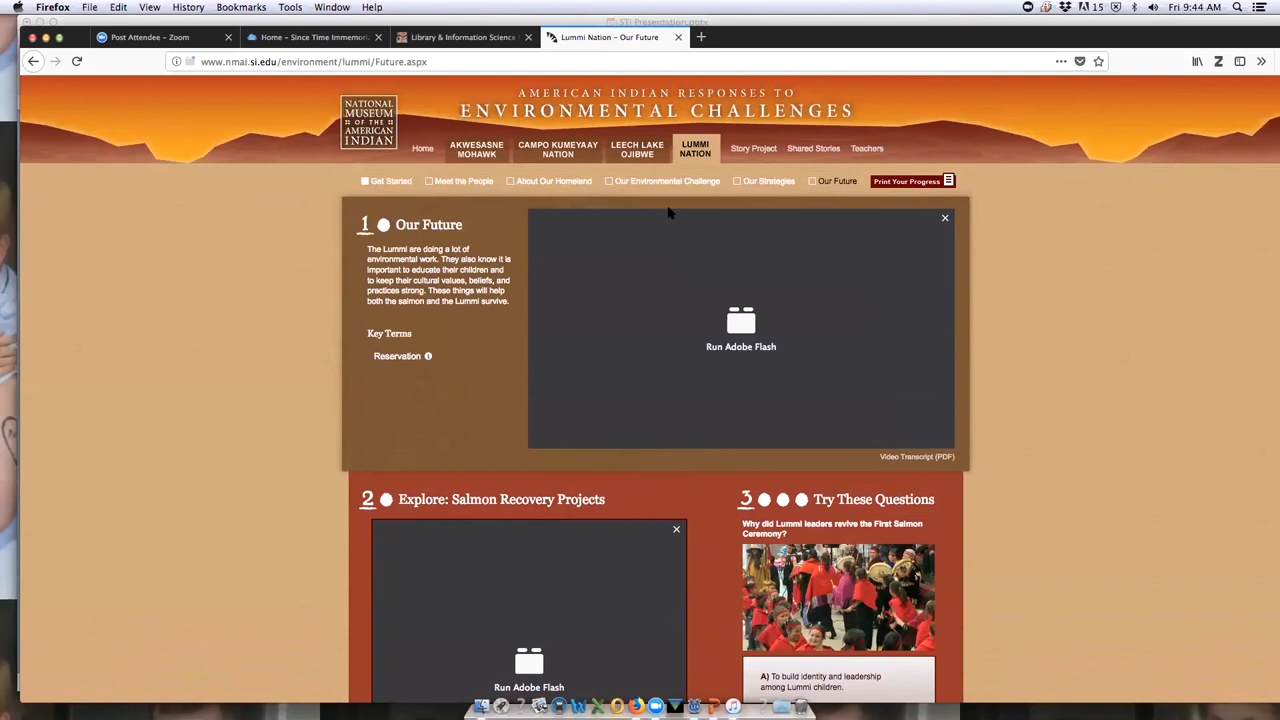 Firefox File Edit View History Bookmarks Tools Window Help
15 Fri 9:44 AM
STI Presentation.pptx
Post Attendee – Zoom
Home – Since Time Immemori
Library & Information Science
Lummi Nation – Our Future
www.nmai.si.edu/environment/lummi/Future.aspx
NATIONAL
MUSEUM
OF THE
AMERICAN
INDIAN
AMERICAN INDIAN RESPONSES TO
ENVIRONMENTAL CHALLENGES
Home
AKWESASNE
MOHAWK
CAMPO KUMEYAAY
NATION
LEECH LAKE
OJIBWE
LUMMI
NATION
Story Project
Shared Stories
Teachers
Get Started
Meet the People
About Our Homeland
Our Environmental Challenge
Our Strategies
Our Future
Print Your Progress
1 Our Future
The Lummi are doing a lot of
environmental work. They also know it is
important to educate their children and
to keep their cultural values, beliefs, and
practices strong. These things will help
both the salmon and the Lummi survive.
Key Terms
Reservation
Run Adobe Flash
Video Transcript (PDF)
2 Explore: Salmon Recovery Projects
Run Adobe Flash
3 Try These Questions
Why did Lummi leaders revive the First Salmon
Ceremony?
A) To build identity and leadership
among Lummi children.